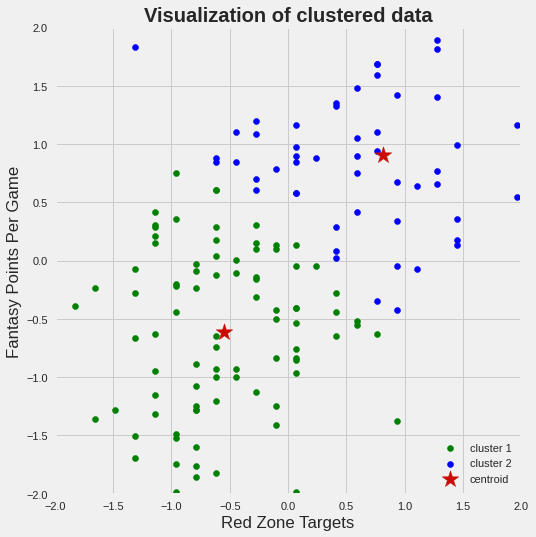 Visualization of clustered data
Fantasy Points Per Game
2.0
1.5
1.0
0.5
0.0
−0.5
−1.0
−1.5
−2.0
−2.0 −1.5 −1.0 −0.5 0.0 0.5 1.0 1.5 2.0
Red Zone Targets
cluster 1
cluster 2
centroid